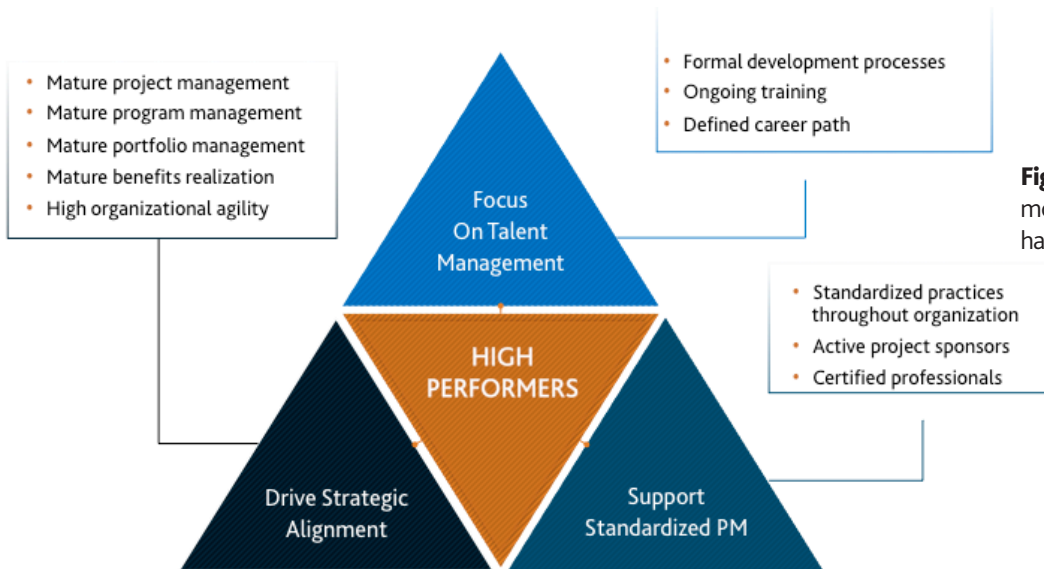 • Mature project management
• Mature program management
• Mature portfolio management
• Mature benefits realization
• High organizational agility
• Formal development processes
• Ongoing training
• Defined career path
Focus
On Talent
Management
• Standardized practices
throughout organization
• Active project sponsors
• Certified professionals
HIGH
PERFORMERS
Drive Strategic
Alignment
Support
Standardized PM